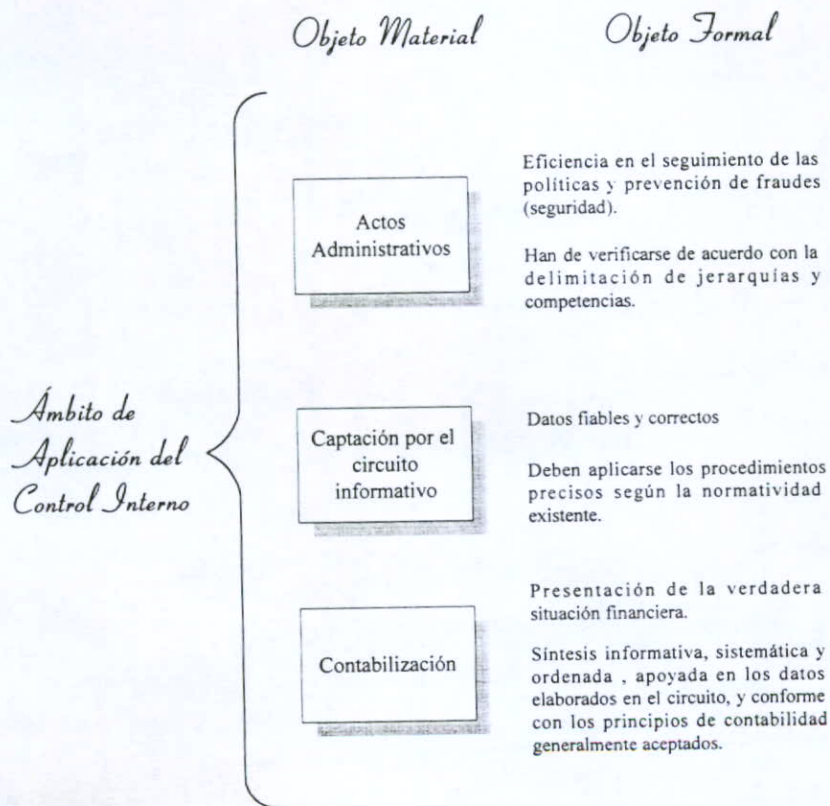 Objeto Material
Objeto Formal
Ámbito de
Aplicación del
Control Interno
Actos
Administrativos
Eficiencia en el seguimiento de las
políticas y prevención de fraudes
(seguridad).
Han de verificarse de acuerdo con la
delimitación de jerarquías y
competencias.
Captación por el
circuito
informativo
Datos fiables y correctos
Deben aplicarse los procedimientos
precisos según la normatividad
existente.
Contabilización
Presentación de la verdadera
situación financiera.
Síntesis informativa, sistemática y
ordenada , apoyada en los datos
elaborados en el circuito, y conforme
con los principios de contabilidad
generalmente aceptados.